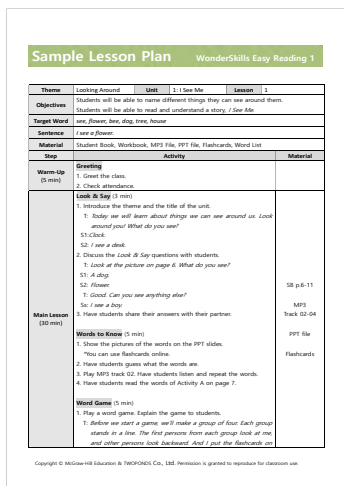 Sample Lesson Plan WonderSkills Easy Reading 1
Theme Looking Around Unit 1: I See Me Lesson 1
Objectives
Students will be able to name different things they can see around them.
Students will be able to read and understand a story, I See Me.
Target Word see, flower, bee, dog, tree, house
Sentence I see a flower.
Material Student Book, Workbook, MP3 File, PPT file, Flashcards, Word List
Step Activity Material
Warm-Up
(5 min)
Greeting
1. Greet the class.
2. Check attendance.
Main Lesson
(30 min)
Look & Say (3 min)
1. Introduce the theme and the title of the unit.
T: Today we will learn about things we can see around us. Look
around you! What do you see?
S1:Clock.
S2: I see a desk.
2. Discuss the Look & Say questions with students.
T: Look at the picture on page 6. What do you see?
S1: A dog.
S2: Flower.
T: Good. Can you see anything else?
Ss: I see a boy.
3. Have students share their answers with their partner.
SB p.6-11
MP3
Track 02-04
Words to Know (5 min)
1. Show the pictures of the words on the PPT slides.
*You can use flashcards online.
2. Have students guess what the words are.
3. Play MP3 track 02. Have students listen and repeat the words.
4. Have students read the words of Activity A on page 7.
PPT file
Flashcards
Word Game (5 min)
1. Play a word game. Explain the game to students.
T: Before we start a game, we'll make a group of four. Each group
stands in a line. The first persons from each group look at me,
and other persons look backward. And I put the flashcards on
Copyright © McGraw-Hill Education & TWOPONDS Co., Ltd. Permission is granted to reproduce for classroom use.